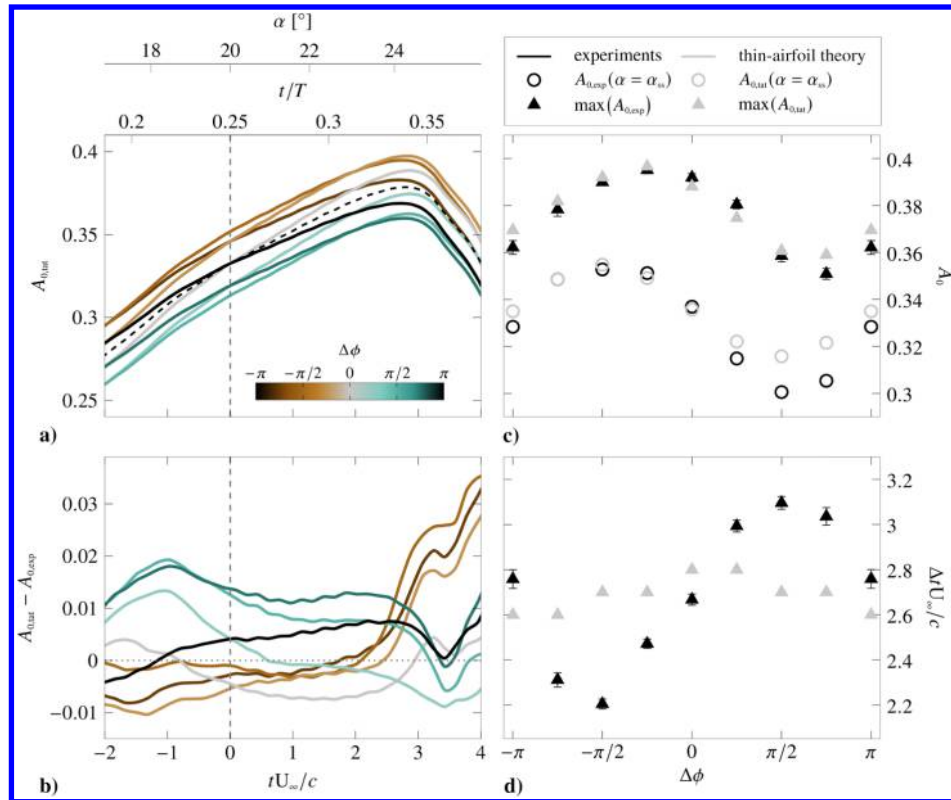 α [°]
18 20 22 24
t/T
0.2 0.25 0.3 0.35
0.4
0.35
0.3
0.25
A0,tat
Δϕ
−π −π/2 0 π/2 π
a)
experiments thin-airfoil theory
A0,exp(α = αss) A0,tat(α = αss)
max(A0,exp) max(A0,tat)
0.4
0.38
0.36
0.34
0.32
0.3
A0
c)
0.03
0.02
0.01
0
−0.01
A0,tat − A0,exp
−2 −1 0 1 2 3 4
b)
tU∞/c
3.2
3
2.8
2.6
2.4
2.2
ΔtU∞/c
−π −π/2 0 π/2 π
d)
Δϕ